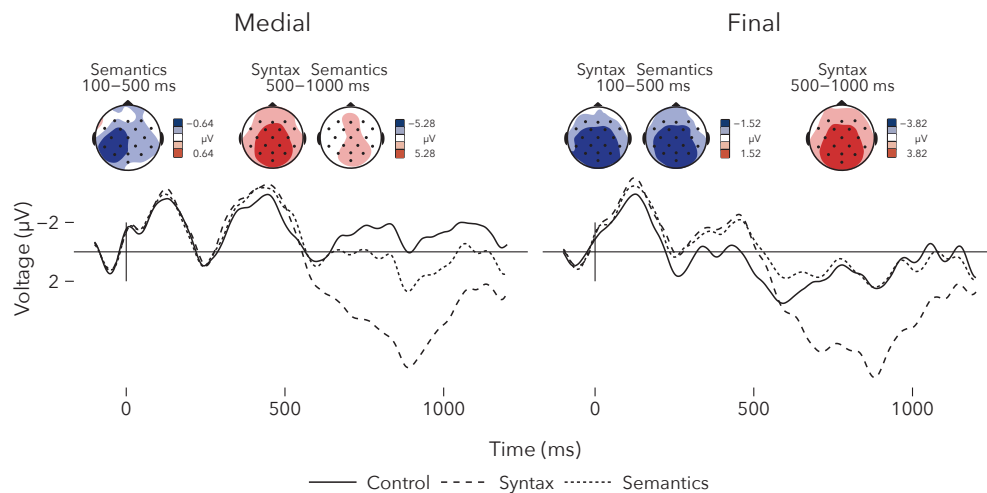 Medial
Final
Semantics
100–500 ms
Syntax Semantics
500–1000 ms
Syntax Semantics
100–500 ms
Syntax
500–1000 ms
−0.64
μV
0.64
−5.28
μV
5.28
−1.52
μV
1.52
−3.82
μV
3.82
Voltage (μV)
−2
2
0 500 1000
0 500 1000
Time (ms)
Control Syntax Semantics